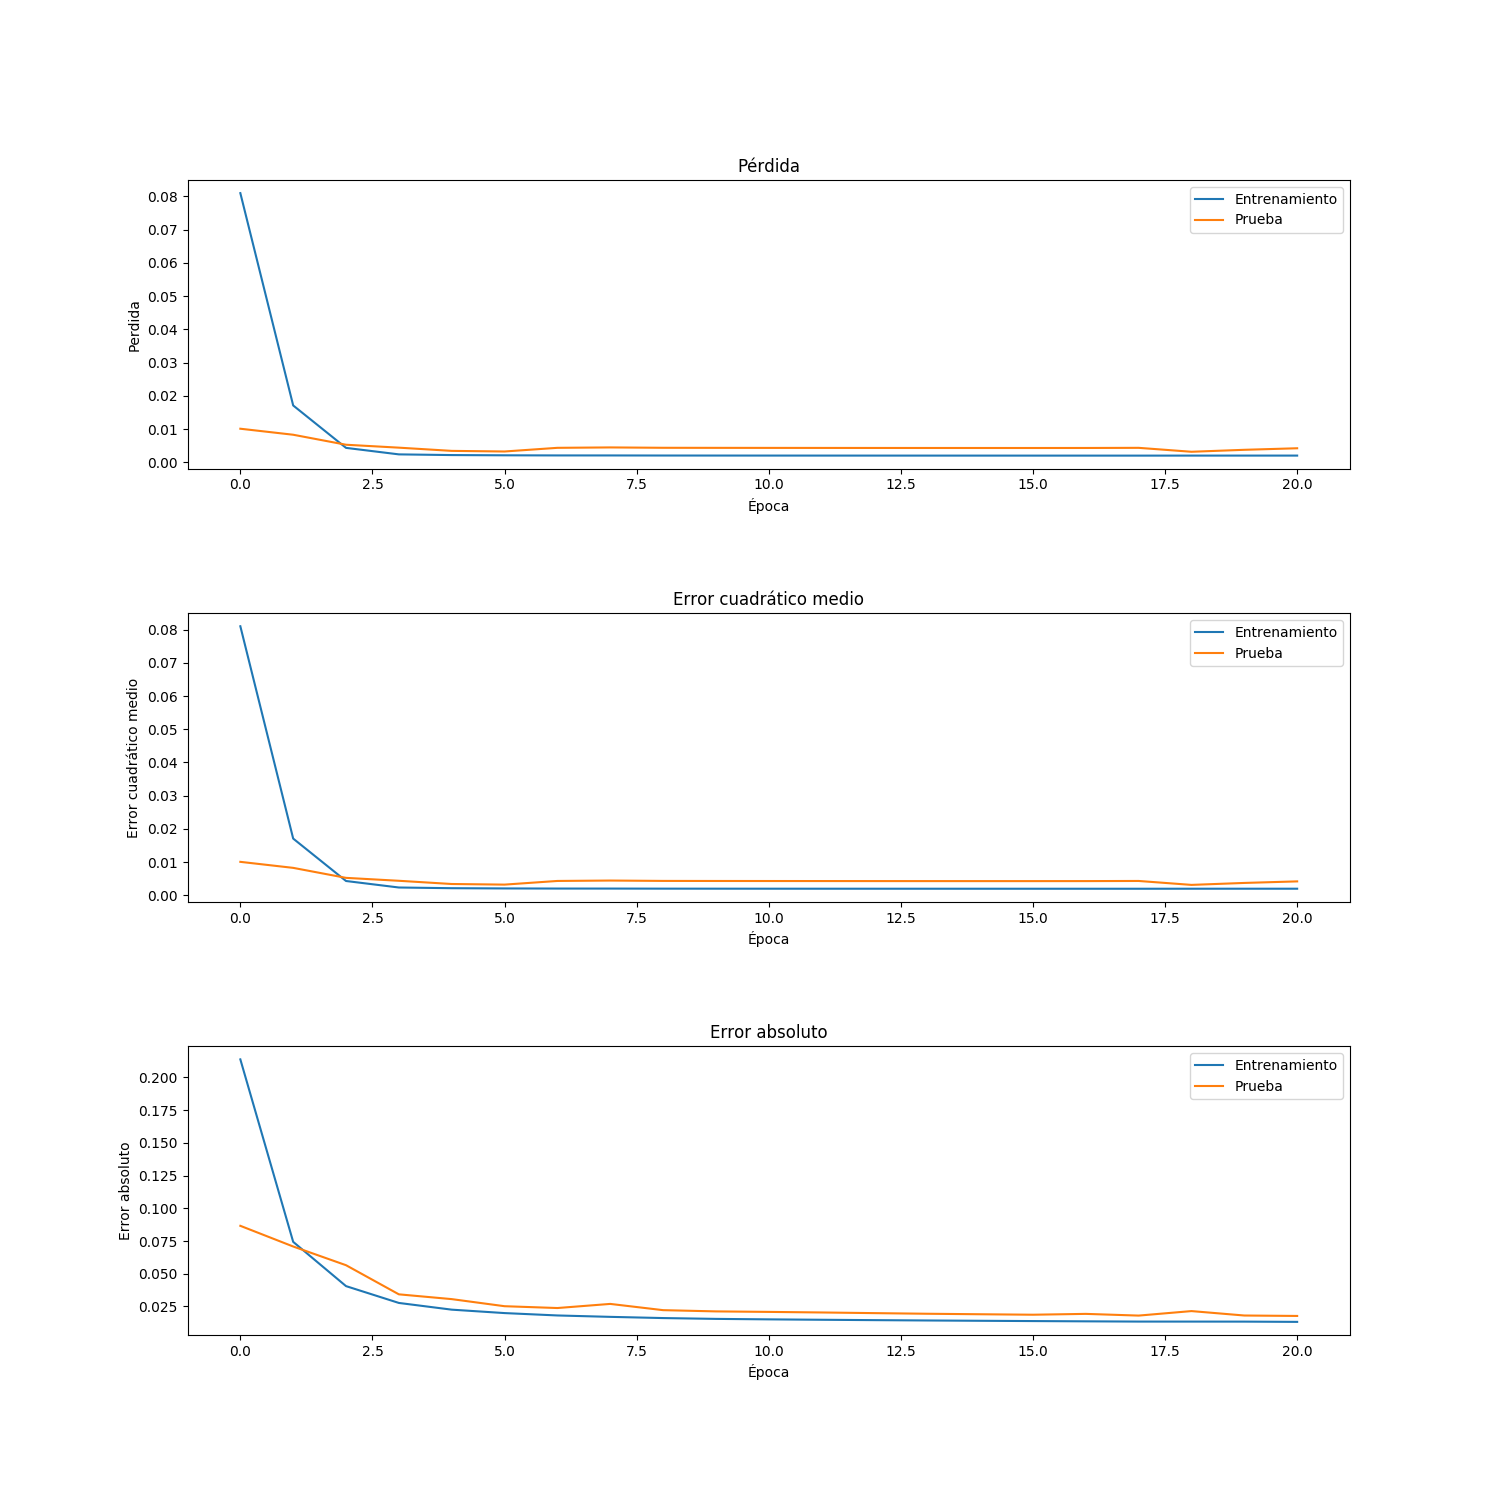 Pérdida
0.08
0.07
0.06
0.05
0.04
0.03
0.02
0.01
0.00
Perdida
Entrenamiento
Prueba
0.0 2.5 5.0 7.5 10.0 12.5 15.0 17.5 20.0
Época
Error cuadrático medio
0.08
0.07
0.06
0.05
0.04
0.03
0.02
0.01
0.00
Error cuadrático medio
Entrenamiento
Prueba
0.0 2.5 5.0 7.5 10.0 12.5 15.0 17.5 20.0
Época
Error absoluto
0.200
0.175
0.150
0.125
0.100
0.075
0.050
0.025
Error absoluto
Entrenamiento
Prueba
0.0 2.5 5.0 7.5 10.0 12.5 15.0 17.5 20.0
Época